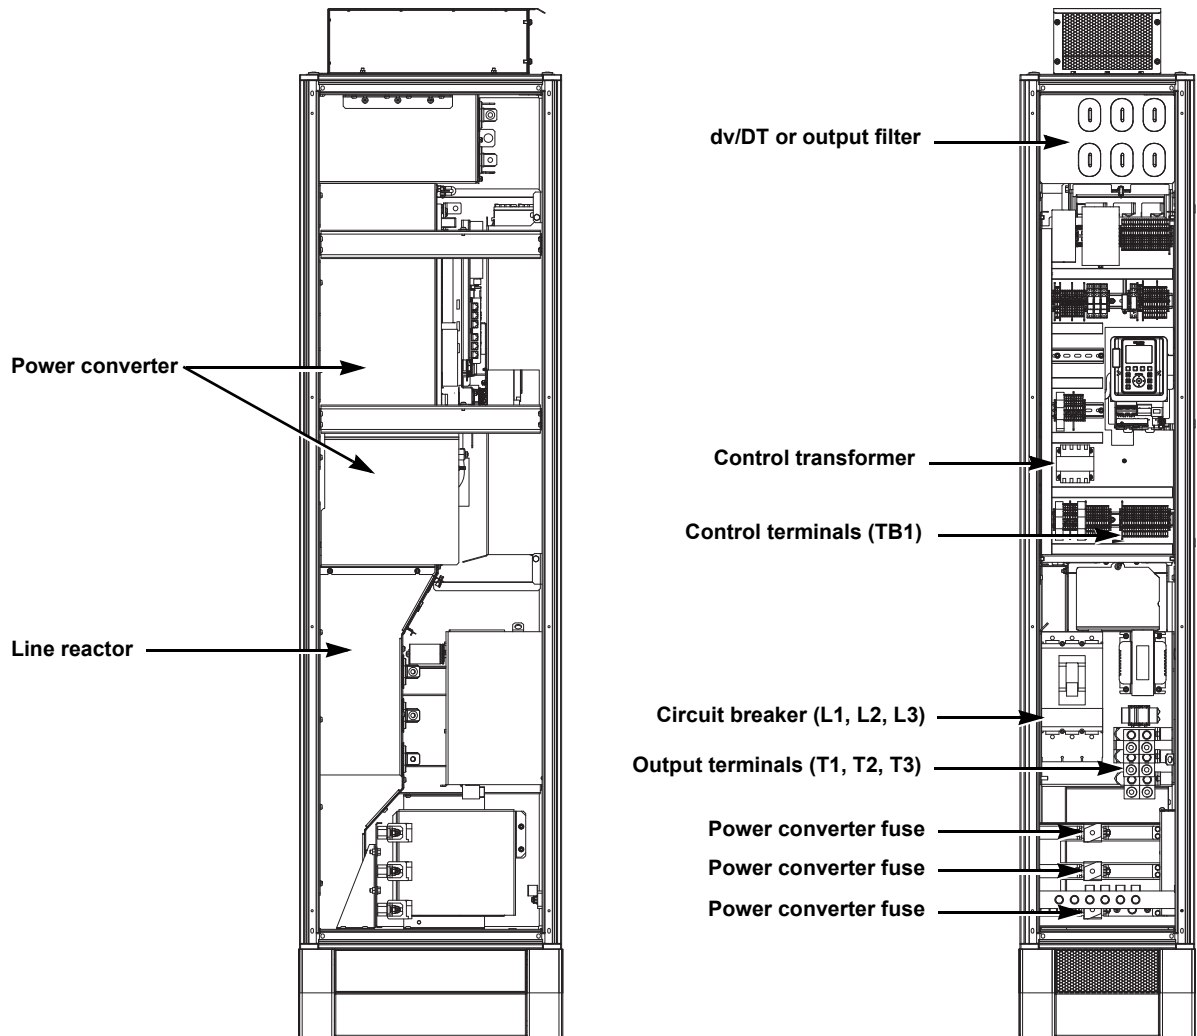 dv/DT or output filter
Power converter
Control transformer
Control terminals (TB1)
Line reactor
Circuit breaker (L1, L2, L3)
Output terminals (T1, T2, T3)
Power converter fuse
Power converter fuse
Power converter fuse